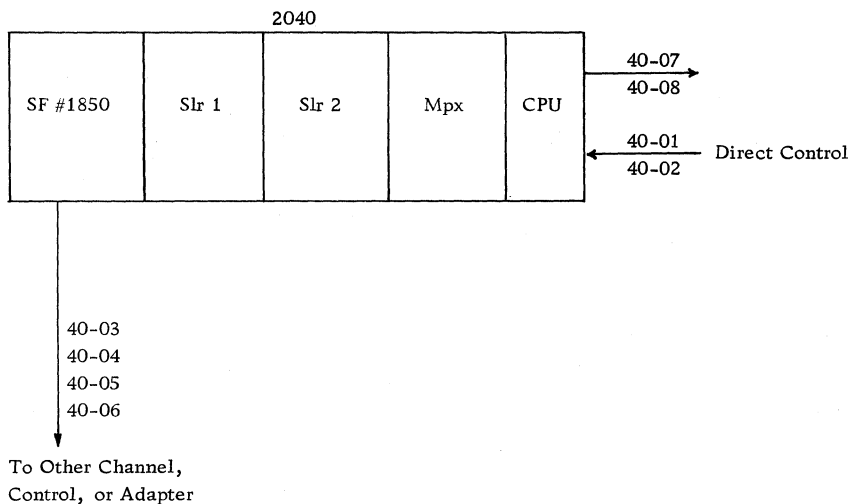 2040
SF #1850
Slr 1
Slr 2
Mpx
CPU
40-07
40-08
40-01
40-02
Direct Control
40-03
40-04
40-05
40-06
To Other Channel,
Control, or Adapter